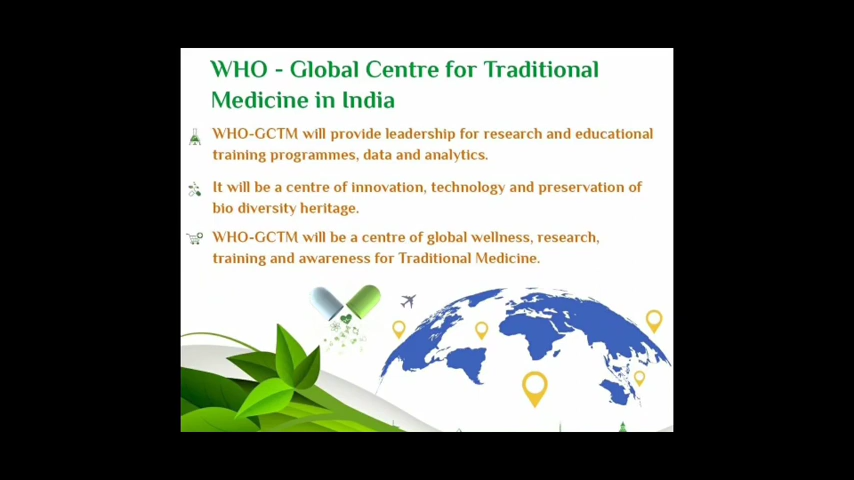 WHO - Global Centre for Traditional
Medicine in India
WHO-GCTM will provide leadership for research and educational
training programmes, data and analytics.
It will be a centre of innovation, technology and preservation of
bio diversity heritage.
WHO-GCTM will be a centre of global wellness, research,
training and awareness for Traditional Medicine.